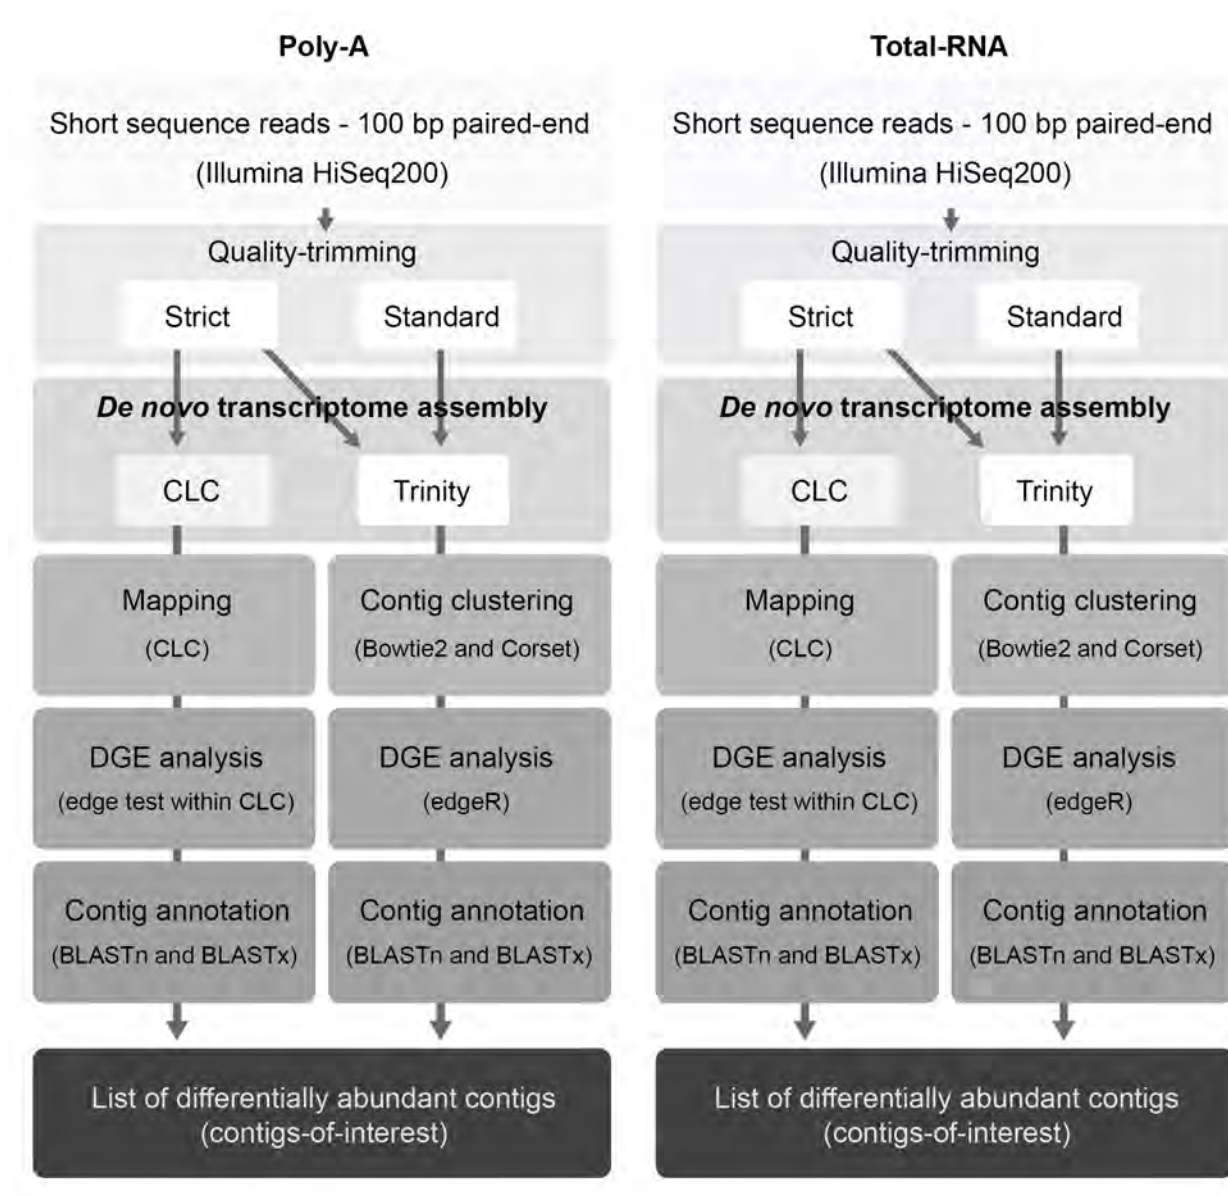 Poly-A
Short sequence reads - 100 bp paired-end
(Illumina HiSeq200)
Quality-trimming
Strict
Standard
De novo transcriptome assembly
CLC
Trinity
Mapping
(CLC)
Contig clustering
(Bowtie2 and Corset)
DGE analysis
(edge test within CLC)
DGE analysis
(edgeR)
Contig annotation
(BLASTn and BLASTx)
Contig annotation
(BLASTn and BLASTx)
List of differentially abundant contigs
(contigs-of-interest)
Total-RNA
Short sequence reads - 100 bp paired-end
(Illumina HiSeq200)
Quality-trimming
Strict
Standard
De novo transcriptome assembly
CLC
Trinity
Mapping
(CLC)
Contig clustering
(Bowtie2 and Corset)
DGE analysis
(edge test within CLC)
DGE analysis
(edgeR)
Contig annotation
(BLASTn and BLASTx)
Contig annotation
(BLASTn and BLASTx)
List of differentially abundant contigs
(contigs-of-interest)